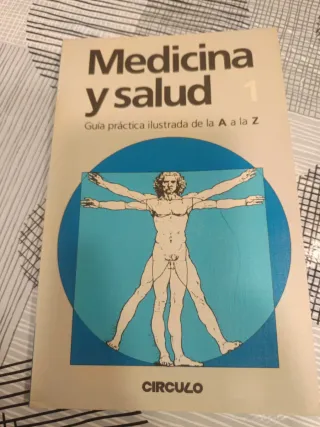 Medicina
y salud 1
Guía práctica ilustrada de la A a la Z
CIRCULO